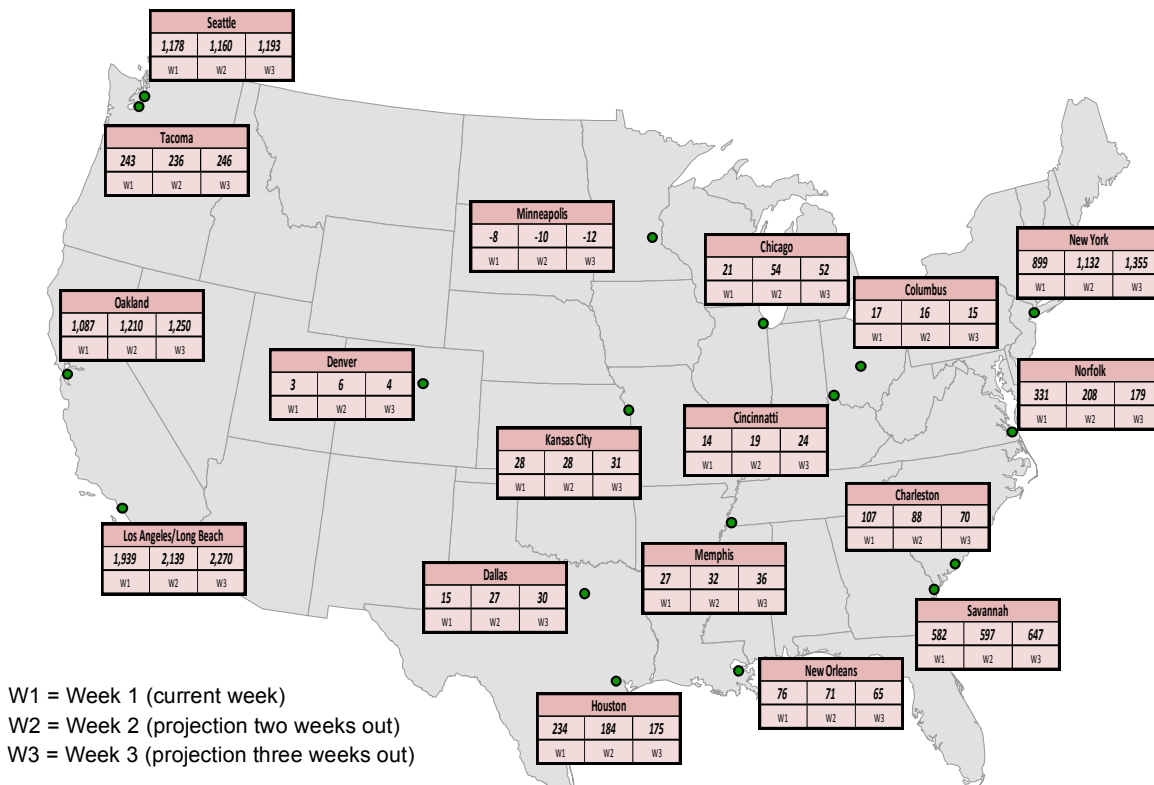 Seattle
1,178 1,160 1,193
W1 W2 W3
Tacoma
243 236 246
W1 W2 W3
Minneapolis
-8 -10 -12
W1 W2 W3
Chicago
21 54 52
W1 W2 W3
New York
899 1,132 1,355
W1 W2 W3
Columbus
17 16 15
W1 W2 W3
Oakland
1,087 1,210 1,250
W1 W2 W3
Denver
3 6 4
W1 W2 W3
Norfolk
331 208 179
W1 W2 W3
Cincinnatti
14 19 24
W1 W2 W3
Kansas City
28 28 31
W1 W2 W3
Charleston
107 88 70
W1 W2 W3
Los Angeles/Long Beach
1,939 2,139 2,270
W1 W2 W3
Memphis
27 32 36
W1 W2 W3
Dallas
15 27 30
W1 W2 W3
Savannah
582 597 647
W1 W2 W3
New Orleans
76 71 65
W1 W2 W3
Houston
234 184 175
W1 W2 W3
W1 = Week 1 (current week)
W2 = Week 2 (projection two weeks out)
W3 = Week 3 (projection three weeks out)